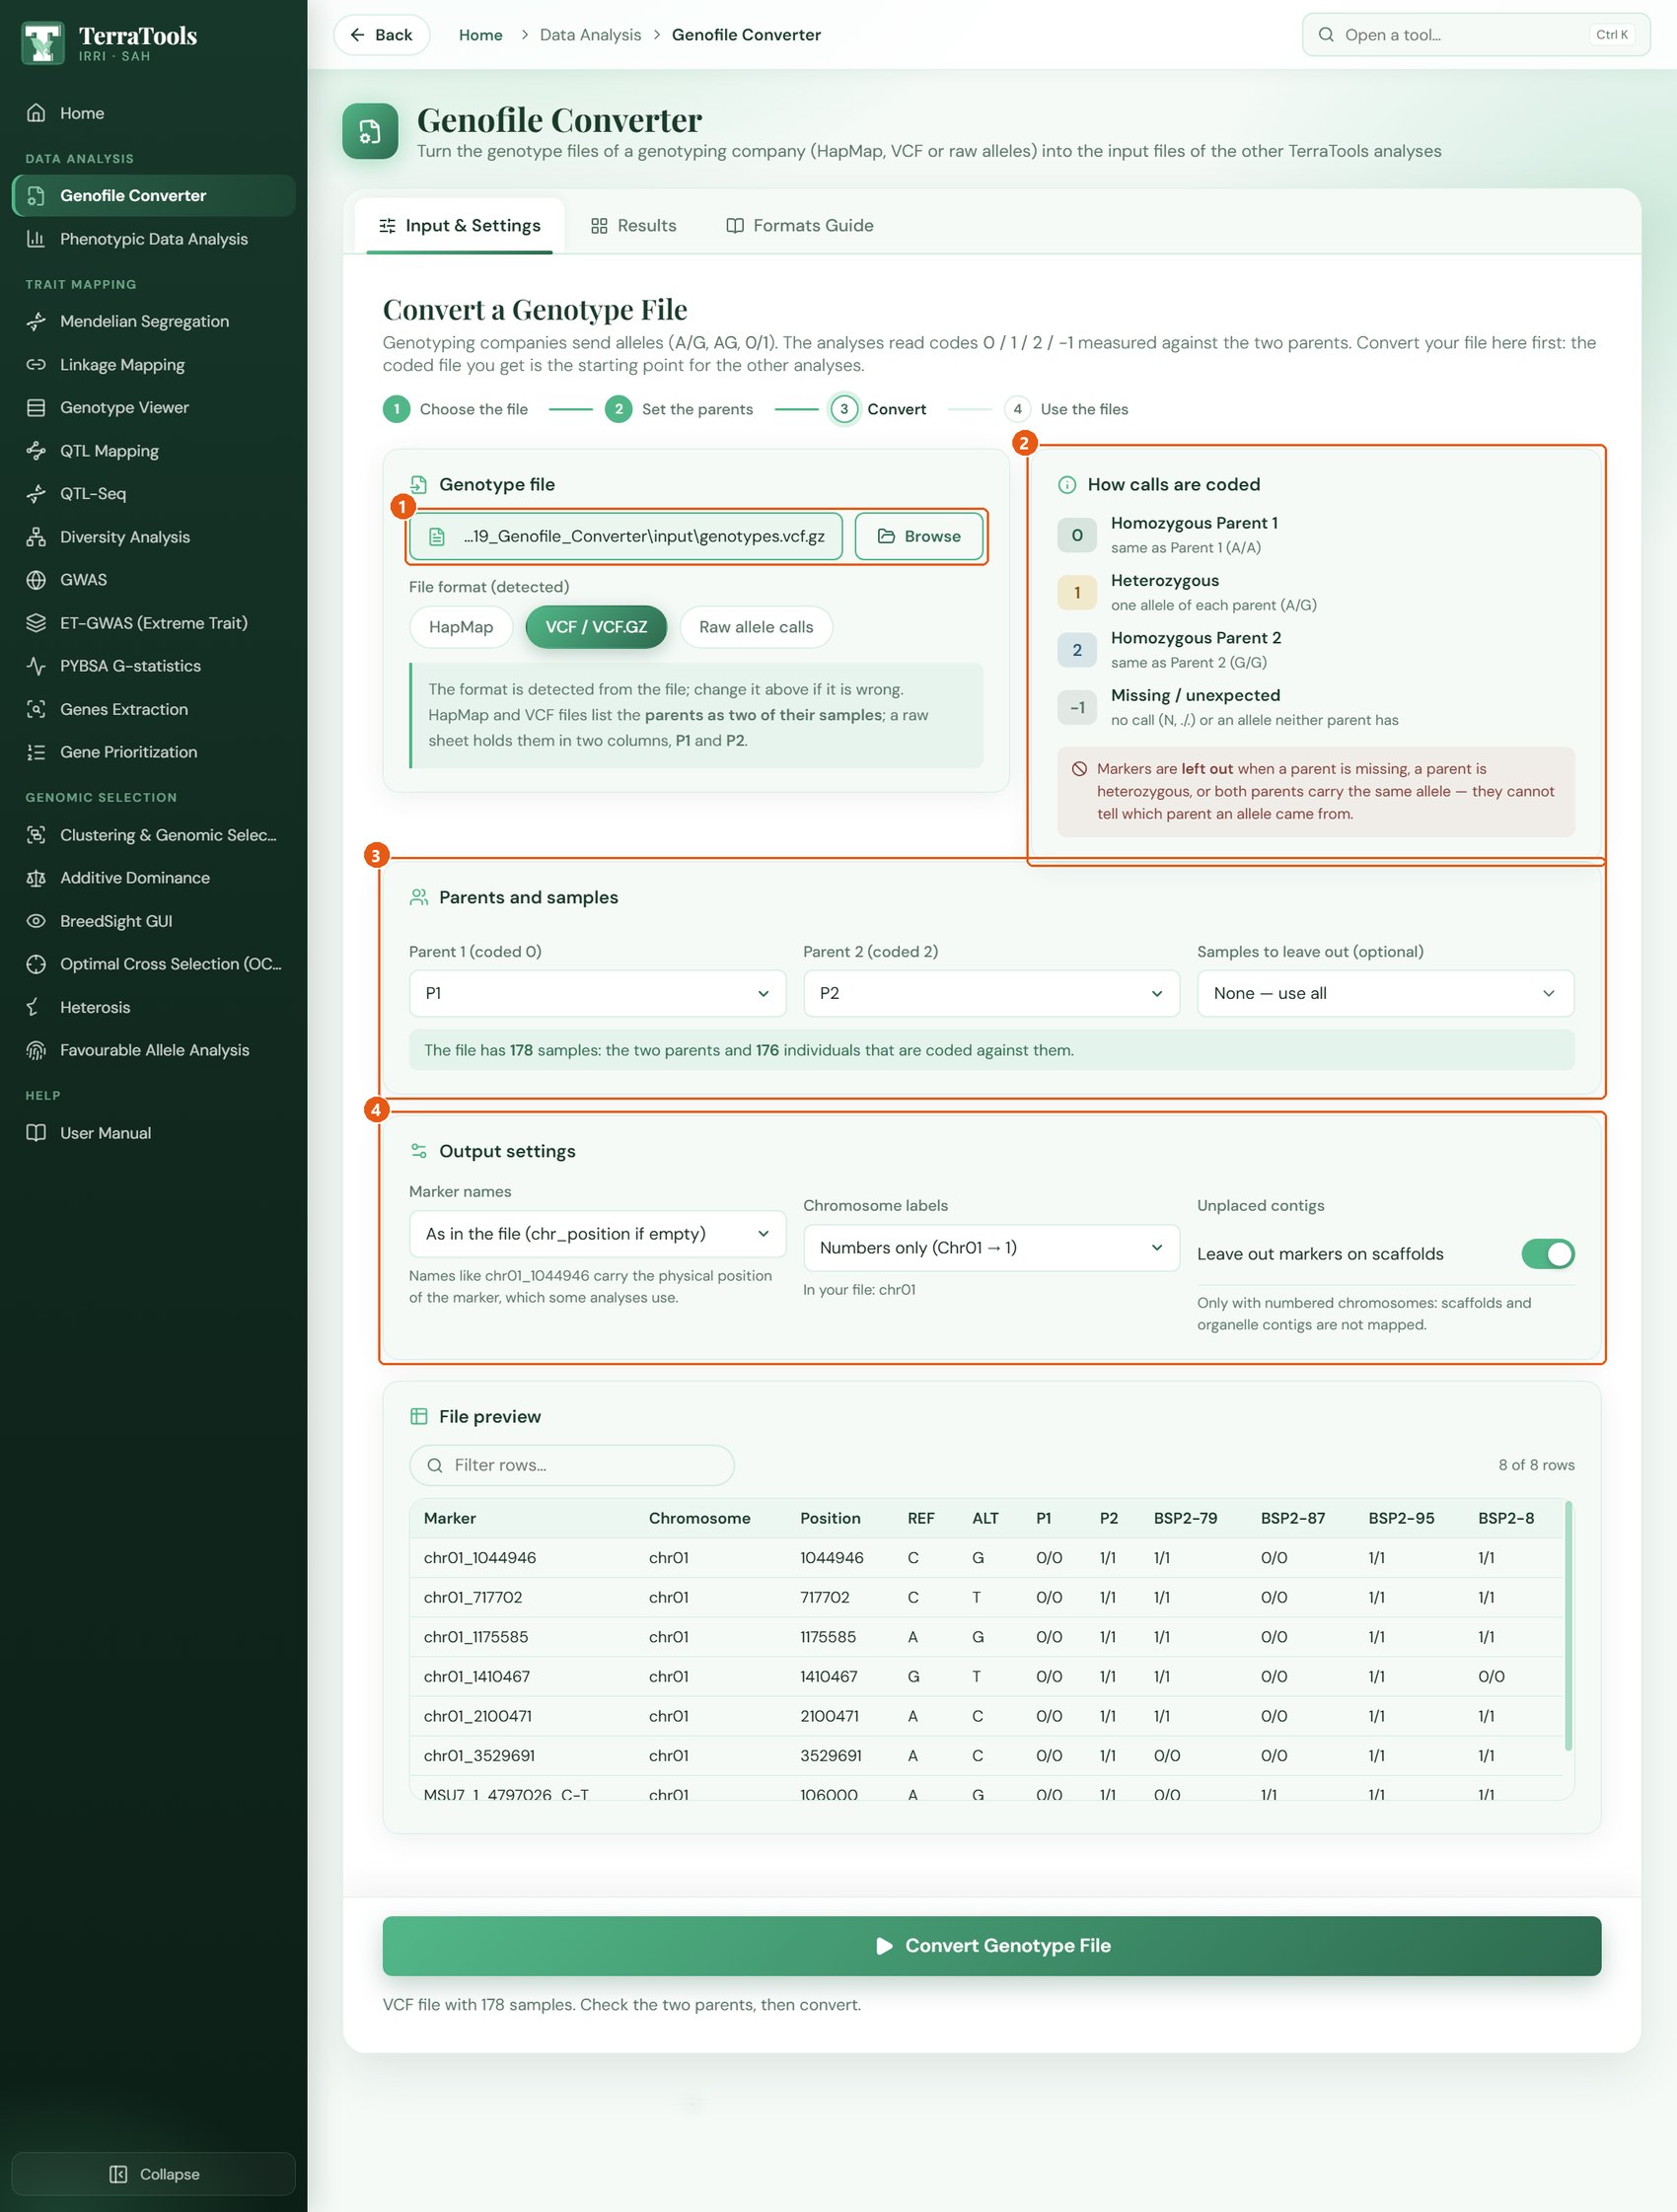 TerraTools
IRRI · SAH
Home
DATA ANALYSIS
Genofile Converter
Phenotypic Data Analysis
TRAIT MAPPING
Mendelian Segregation
Linkage Mapping
Genotype Viewer
QTL Mapping
QTL-Seq
Diversity Analysis
GWAS
ET-GWAS (Extreme Trait)
PYBSA G-statistics
Genes Extraction
Gene Prioritization
GENOMIC SELECTION
Clustering & Genomic Selec...
Additive Dominance
BreedSight GUI
Optimal Cross Selection (OC...
Heterosis
Favourable Allele Analysis
HELP
User Manual
Collapse
Back
Home > Data Analysis > Genofile Converter
Open a tool...
Ctrl K
Genofile Converter
Turn the genotype files of a genotyping company (HapMap, VCF or raw alleles) into the input files of the other TerraTools analyses
Input & Settings
Results
Formats Guide
Convert a Genotype File
Genotyping companies send alleles (A/G, AG, 0/1). The analyses read codes 0 / 1 / 2 / -1 measured against the two parents. Convert your file here first: the
coded file you get is the starting point for the other analyses.
1 Choose the file
2 Set the parents
3 Convert
4 Use the files
Genotype file
1
...19_Genofile_Converter\input\genotypes.vcf.gz
Browse
File format (detected)
HapMap
VCF / VCF.GZ
Raw allele calls
The format is detected from the file; change it above if it is wrong.
HapMap and VCF files list the parents as two of their samples; a raw
sheet holds them in two columns, P1 and P2.
2
How calls are coded
0
Homozygous Parent 1
same as Parent 1 (A/A)
1
Heterozygous
one allele of each parent (A/G)
2
Homozygous Parent 2
same as Parent 2 (G/G)
-1
Missing / unexpected
no call (N, ./.) or an allele neither parent has
Markers are left out when a parent is missing, a parent is
heterozygous, or both parents carry the same allele — they cannot
tell which parent an allele came from.
3
Parents and samples
Parent 1 (coded 0)
P1
Parent 2 (coded 2)
P2
Samples to leave out (optional)
None — use all
The file has 178 samples: the two parents and 176 individuals that are coded against them.
4
Output settings
Marker names
As in the file (chr_position if empty)
Names like chr01_1044946 carry the physical position
of the marker, which some analyses use.
Chromosome labels
Numbers only (Chr01 → 1)
In your file: chr01
Unplaced contigs
Leave out markers on scaffolds
Only with numbered chromosomes: scaffolds and
organelle contigs are not mapped.
File preview
Filter rows...
8 of 8 rows
Marker Chromosome Position REF ALT P1 P2 BSP2-79 BSP2-87 BSP2-95 BSP2-8
chr01_1044946 chr01 1044946 C G 0/0 1/1 1/1 0/0 1/1 1/1
chr01_717702 chr01 717702 C T 0/0 1/1 1/1 0/0 1/1 1/1
chr01_1175585 chr01 1175585 A G 0/0 1/1 1/1 0/0 1/1 1/1
chr01_1410467 chr01 1410467 G T 0/0 1/1 1/1 0/0 1/1 0/0
chr01_2100471 chr01 2100471 A C 0/0 1/1 1/1 0/0 1/1 1/1
chr01_3529691 chr01 3529691 A C 0/0 1/1 0/0 0/0 1/1 1/1
MSU7_1_4797026_C-T chr01 106000 A G 0/0 1/1 0/0 1/1 1/1 1/1
Convert Genotype File
VCF file with 178 samples. Check the two parents, then convert.